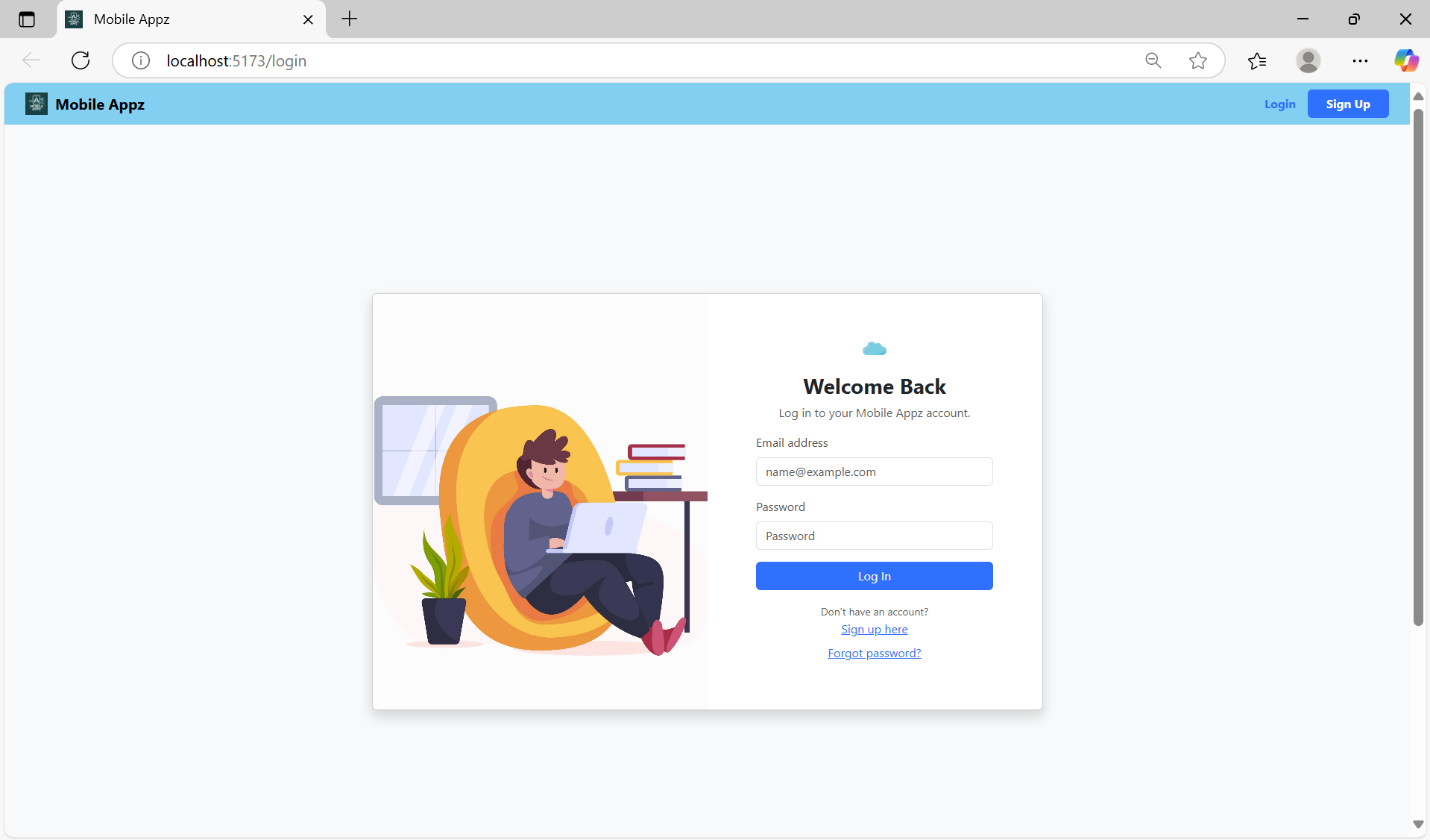 Mobile Appz
localhost:5173/login
Mobile Appz
Login
Sign Up
Welcome Back
Log in to your Mobile Appz account.
Email address
name@example.com
Password
Password
Log In
Don't have an account?
Sign up here
Forgot password?